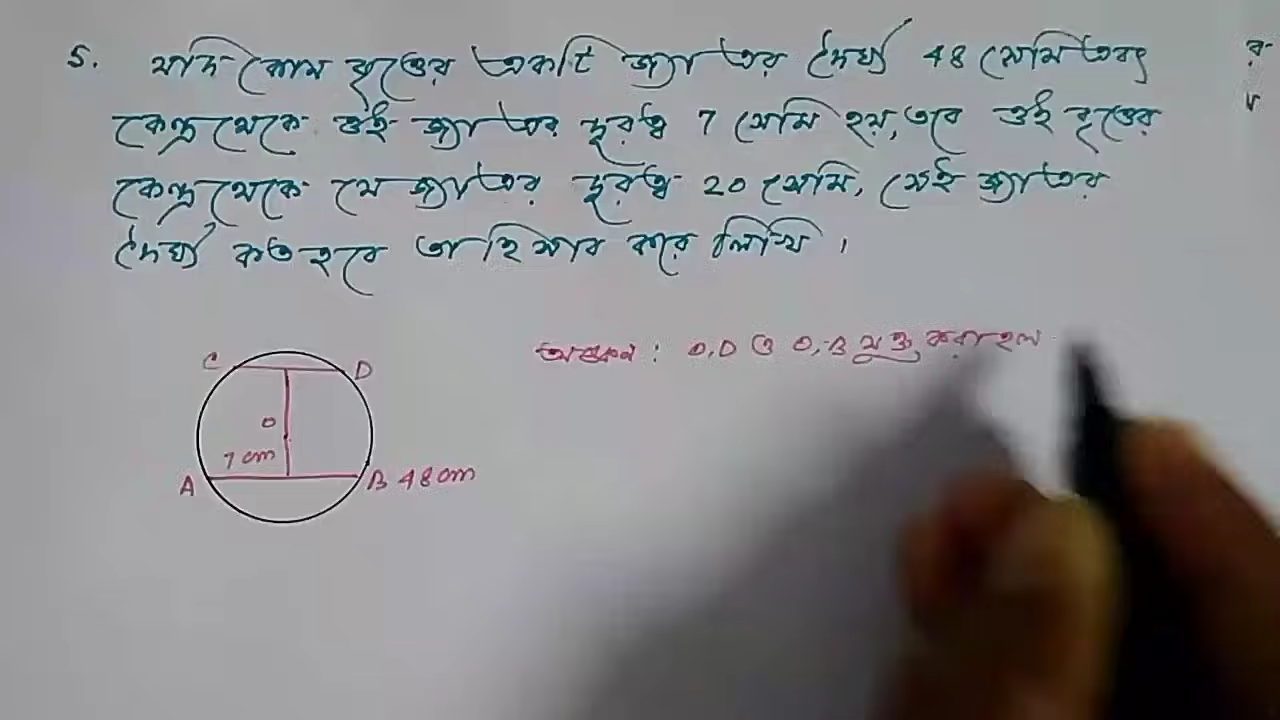 5. যদি কোন বৃত্তের একটি জ্যা এর দৈর্ঘ্য 48 সেমি এবং
কেন্দ্র থেকে ওই জ্যা এর দূরত্ব 7 সেমি হয়, তবে ওই বৃত্তের
কেন্দ্র থেকে যে জ্যা এর দূরত্ব 20 সেমি, সেই জ্যা এর
দৈর্ঘ্য কত হবে তা হিসাব করে লিখি।
অঙ্কন : O,D ও O,B যুক্ত করা হল
C
D
O
7 cm
A
B 48 cm